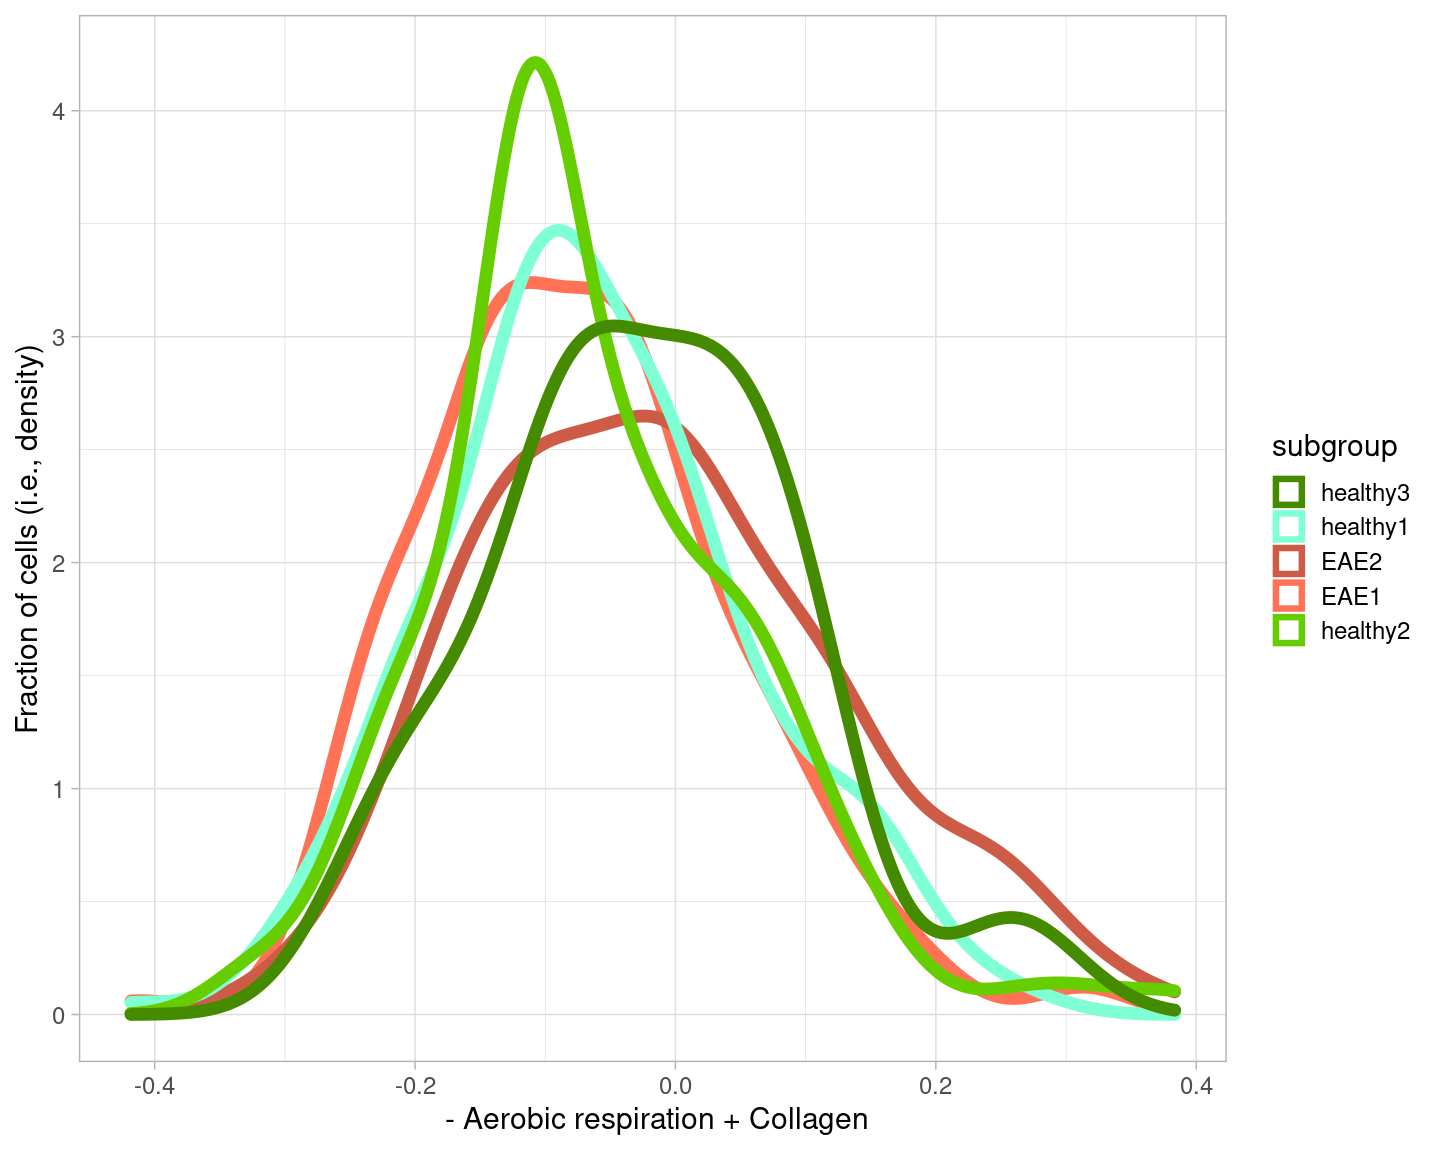 4
3
2
1
0
Fraction of cells (i.e., density)
-0.4
-0.2
0.0
0.2
0.4
- Aerobic respiration + Collagen
subgroup
healthy3
healthy1
EAE2
EAE1
healthy2